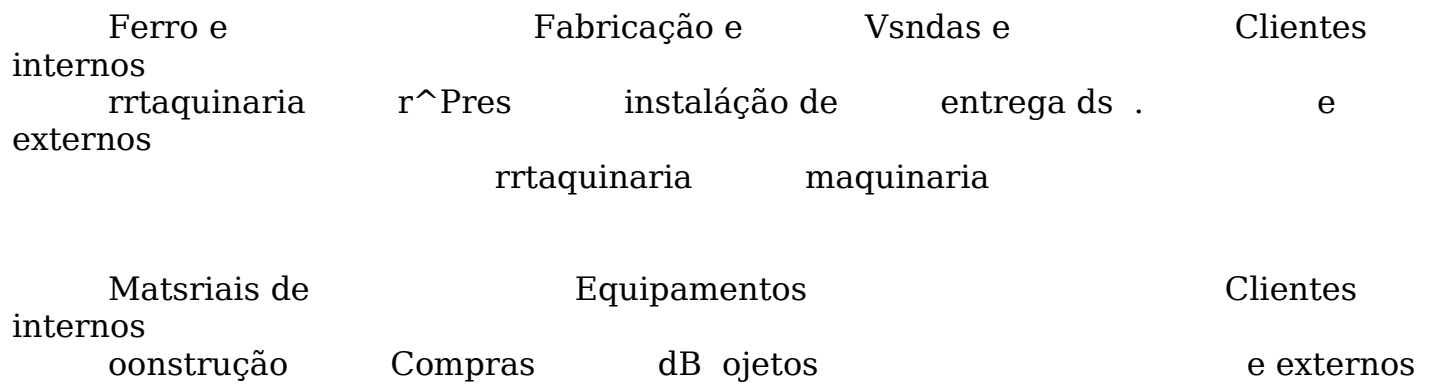 Ferro e Fabricação e Vsndas e Clientes
internos
rrtaquinaria r^Pres instaláção de entrega ds . e
externos
rrtaquinaria maquinaria
Matsriais de Equipamentos Clientes
internos
oonstrução Compras dB ojetos e externos